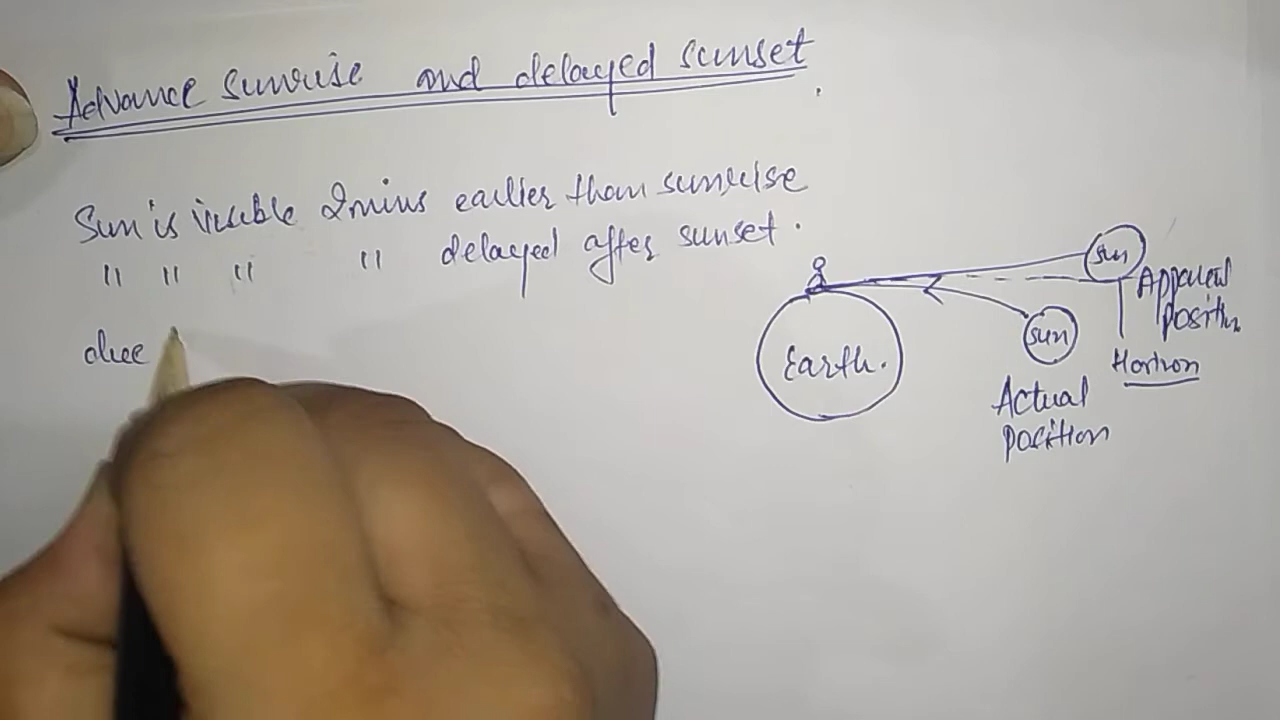 Advance sunrise and delayed sunset.
Sun is visible 2mins earlier than sunrise
" " " " delayed after sunset.
due
sun
Apparent
position
sun
Earth.
Horizon
Actual
position